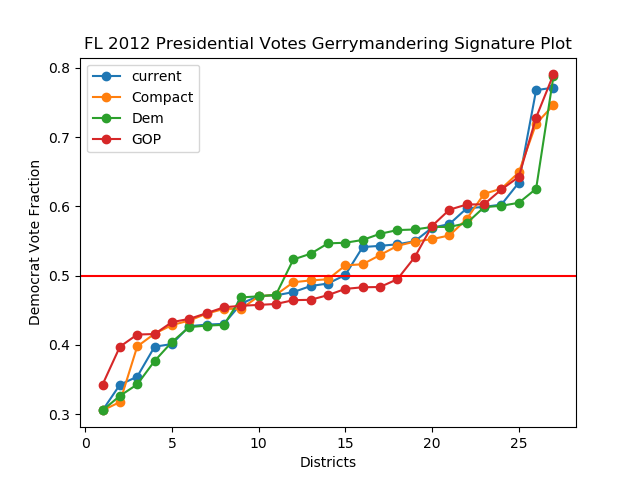 FL 2012 Presidential Votes Gerrymandering Signature Plot
current
Compact
Dem
GOP
Democrat Vote Fraction
0.8
0.7
0.6
0.5
0.4
0.3
0
5
10
15
20
25
Districts